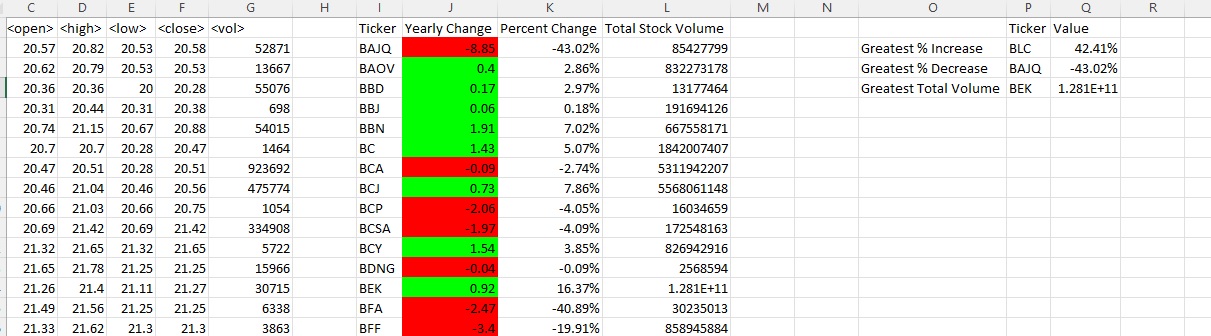 C D E F G H I J K L M N O P Q R
<open> <high> <low> <close> <vol> Ticker Yearly Change Percent Change Total Stock Volume Ticker Value
20.57 20.82 20.53 20.58 52871 BAJQ -8.85 -43.02% 85427799 Greatest % Increase BLC 42.41%
20.62 20.79 20.53 20.53 13667 BAOV 0.4 2.86% 832273178 Greatest % Decrease BAJQ -43.02%
20.36 20.36 20 20.28 55076 BBD 0.17 2.97% 13177464 Greatest Total Volume BEK 1.281E+11
20.31 20.44 20.31 20.38 698 BBJ 0.06 0.18% 191694126
20.74 21.15 20.67 20.88 54015 BBN 1.91 7.02% 667558171
20.7 20.7 20.28 20.47 1464 BC 1.43 5.07% 1842007407
20.47 20.51 20.28 20.51 923692 BCA -0.09 -2.74% 5311942207
20.46 21.04 20.46 20.56 475774 BCJ 0.73 7.86% 5568061148
20.66 21.03 20.66 20.75 1054 BCP -2.06 -4.05% 16034659
20.69 21.42 20.69 21.42 334908 BCSA -1.97 -4.09% 172548163
21.32 21.65 21.32 21.65 5722 BCY 1.54 3.85% 826942916
21.65 21.78 21.25 21.25 15966 BDNG -0.04 -0.09% 2568594
21.26 21.4 21.11 21.27 30715 BEK 0.92 16.37% 1.281E+11
21.49 21.56 21.25 21.25 6338 BFA -2.47 -40.89% 30235013
21.33 21.62 21.3 21.3 3863 BFF -3.4 -19.91% 858945884